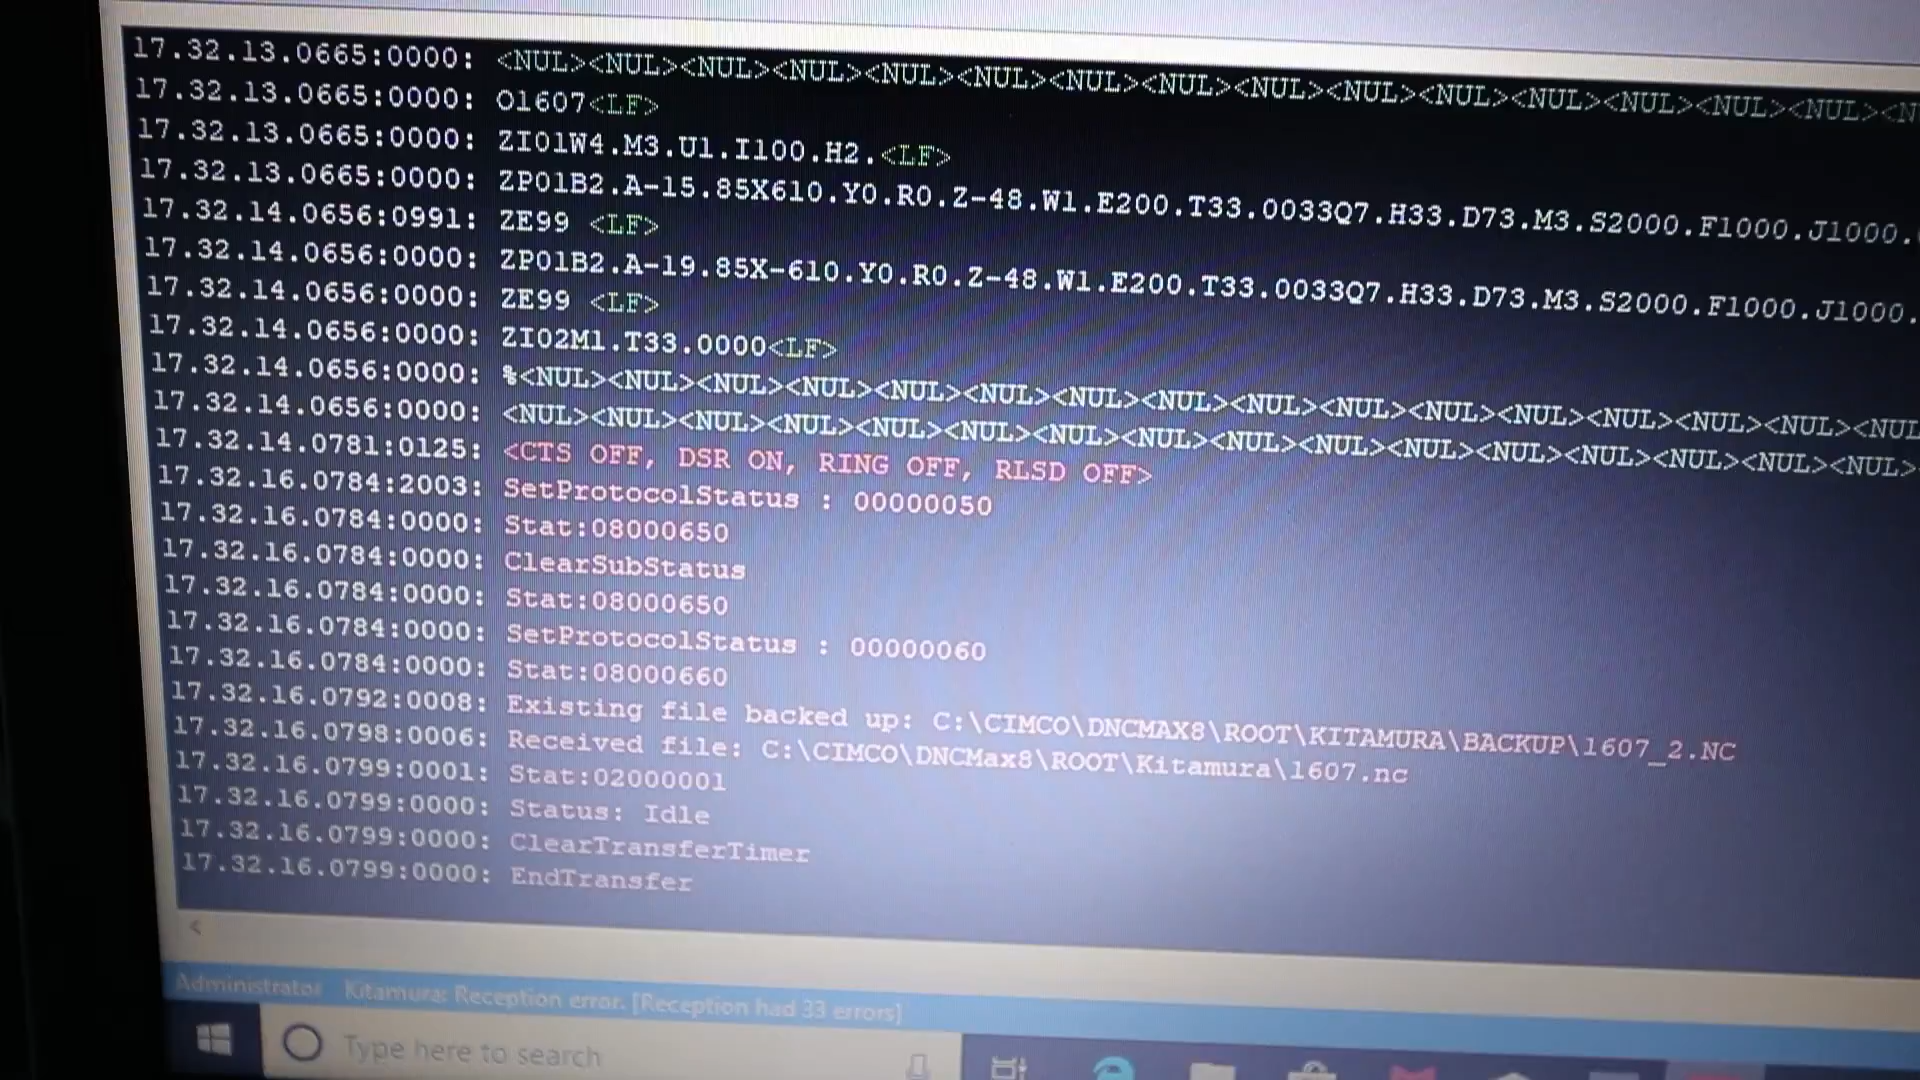 17.32.13.0665:0000: <NUL><NUL><NUL><NUL><NUL><NUL><NUL><NUL><NUL><NUL><NUL><NUL><NUL><NUL><NUL><N
17.32.13.0665:0000: O1607<LF>
17.32.13.0665:0000: ZI01W4.M3.U1.I100.H2.<LF>
17.32.13.0665:0000: ZP01B2.A-15.85X610.Y0.R0.Z-48.W1.E200.T33.0033Q7.H33.D73.M3.S2000.F1000.J1000.
17.32.14.0656:0991: ZE99 <LF>
17.32.14.0656:0000: ZP01B2.A-19.85X-610.Y0.R0.Z-48.W1.E200.T33.0033Q7.H33.D73.M3.S2000.F1000.J1000.
17.32.14.0656:0000: ZE99 <LF>
17.32.14.0656:0000: ZI02M1.T33.0000<LF>
17.32.14.0656:0000: %<NUL><NUL><NUL><NUL><NUL><NUL><NUL><NUL><NUL><NUL><NUL><NUL><NUL><NUL><NUL><NUL
17.32.14.0656:0000: <NUL><NUL><NUL><NUL><NUL><NUL><NUL><NUL><NUL><NUL><NUL><NUL><NUL><NUL><NUL><NUL>
17.32.14.0781:0125: <CTS OFF, DSR ON, RING OFF, RLSD OFF>
17.32.16.0784:2003: SetProtocolStatus : 00000050
17.32.16.0784:0000: Stat:08000650
17.32.16.0784:0000: ClearSubStatus
17.32.16.0784:0000: Stat:08000650
17.32.16.0784:0000: SetProtocolStatus : 00000060
17.32.16.0784:0000: Stat:08000660
17.32.16.0792:0008: Existing file backed up: C:\CIMCO\DNCMAX8\ROOT\KITAMURA\BACKUP\1607_2.NC
17.32.16.0798:0006: Received file: C:\CIMCO\DNCMax8\ROOT\Kitamura\1607.nc
17.32.16.0799:0001: Stat:02000001
17.32.16.0799:0000: Status: Idle
17.32.16.0799:0000: ClearTransferTimer
17.32.16.0799:0000: EndTransfer
Administrator Kitamura: Reception error. [Reception had 33 errors]
Type here to search